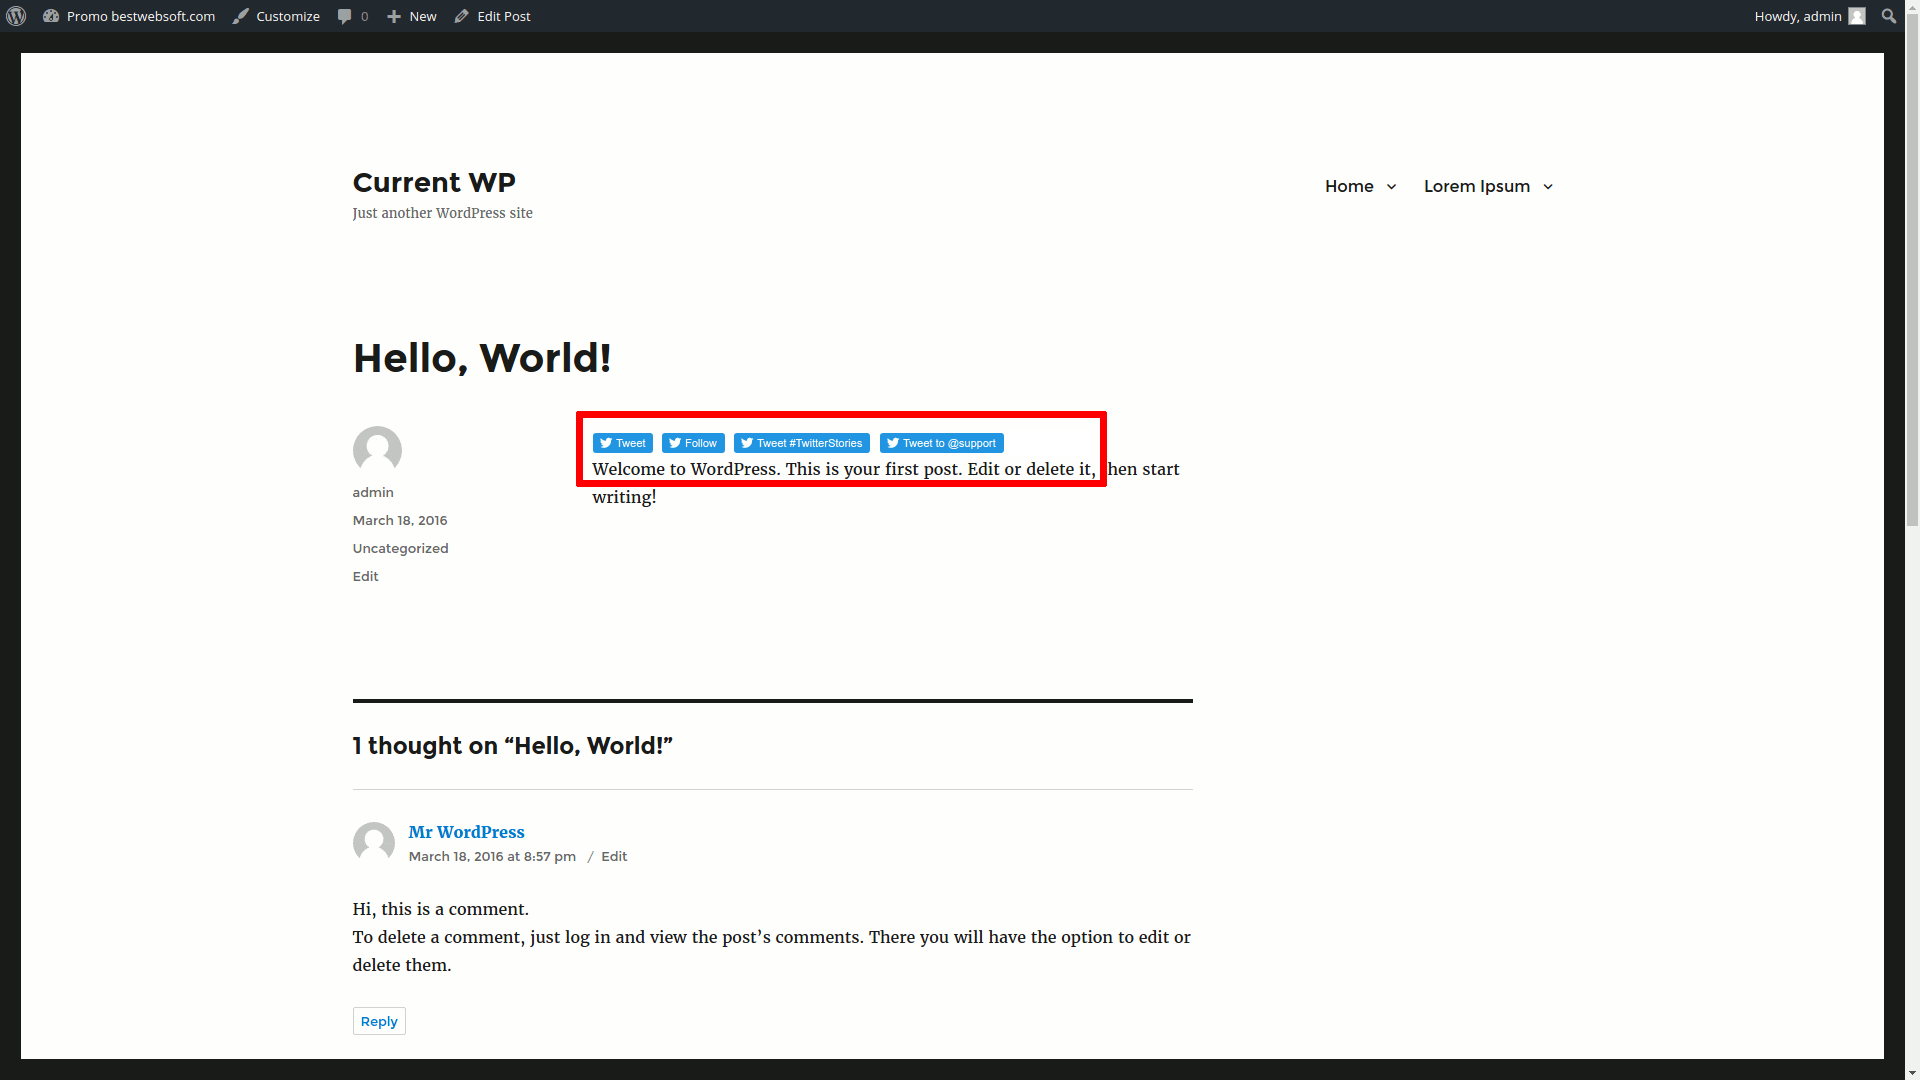 Promo bestwebsoft.com Customize 0 New Edit Post Howdy, admin
Current WP
Just another WordPress site
Home Lorem Ipsum
Hello, World!
Tweet Follow Tweet #TwitterStories Tweet to @support
Welcome to WordPress. This is your first post. Edit or delete it, hen start
writing!
admin
March 18, 2016
Uncategorized
Edit
1 thought on “Hello, World!”
Mr WordPress
March 18, 2016 at 8:57 pm / Edit
Hi, this is a comment.
To delete a comment, just log in and view the post’s comments. There you will have the option to edit or
delete them.
Reply